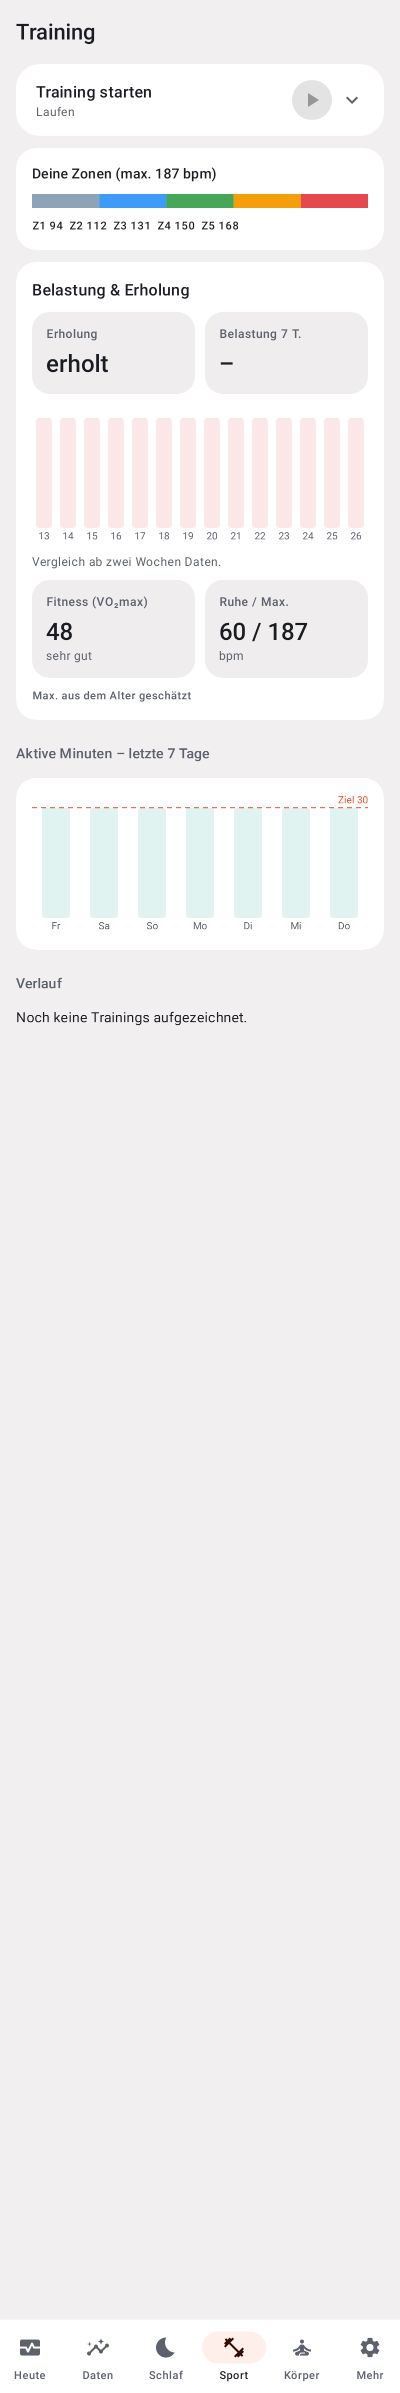 Training
Training starten
Laufen
Deine Zonen (max. 187 bpm)
Z1 94 Z2 112 Z3 131 Z4 150 Z5 168
Belastung & Erholung
Erholung Belastung 7 T.
erholt –
13 14 15 16 17 18 19 20 21 22 23 24 25 26
Vergleich ab zwei Wochen Daten.
Fitness (VO₂max) Ruhe / Max.
48 60 / 187
sehr gut bpm
Max. aus dem Alter geschätzt
Aktive Minuten – letzte 7 Tage
Ziel 30
Fr Sa So Mo Di Mi Do
Verlauf
Noch keine Trainings aufgezeichnet.
Heute Daten Schlaf Sport Körper Mehr